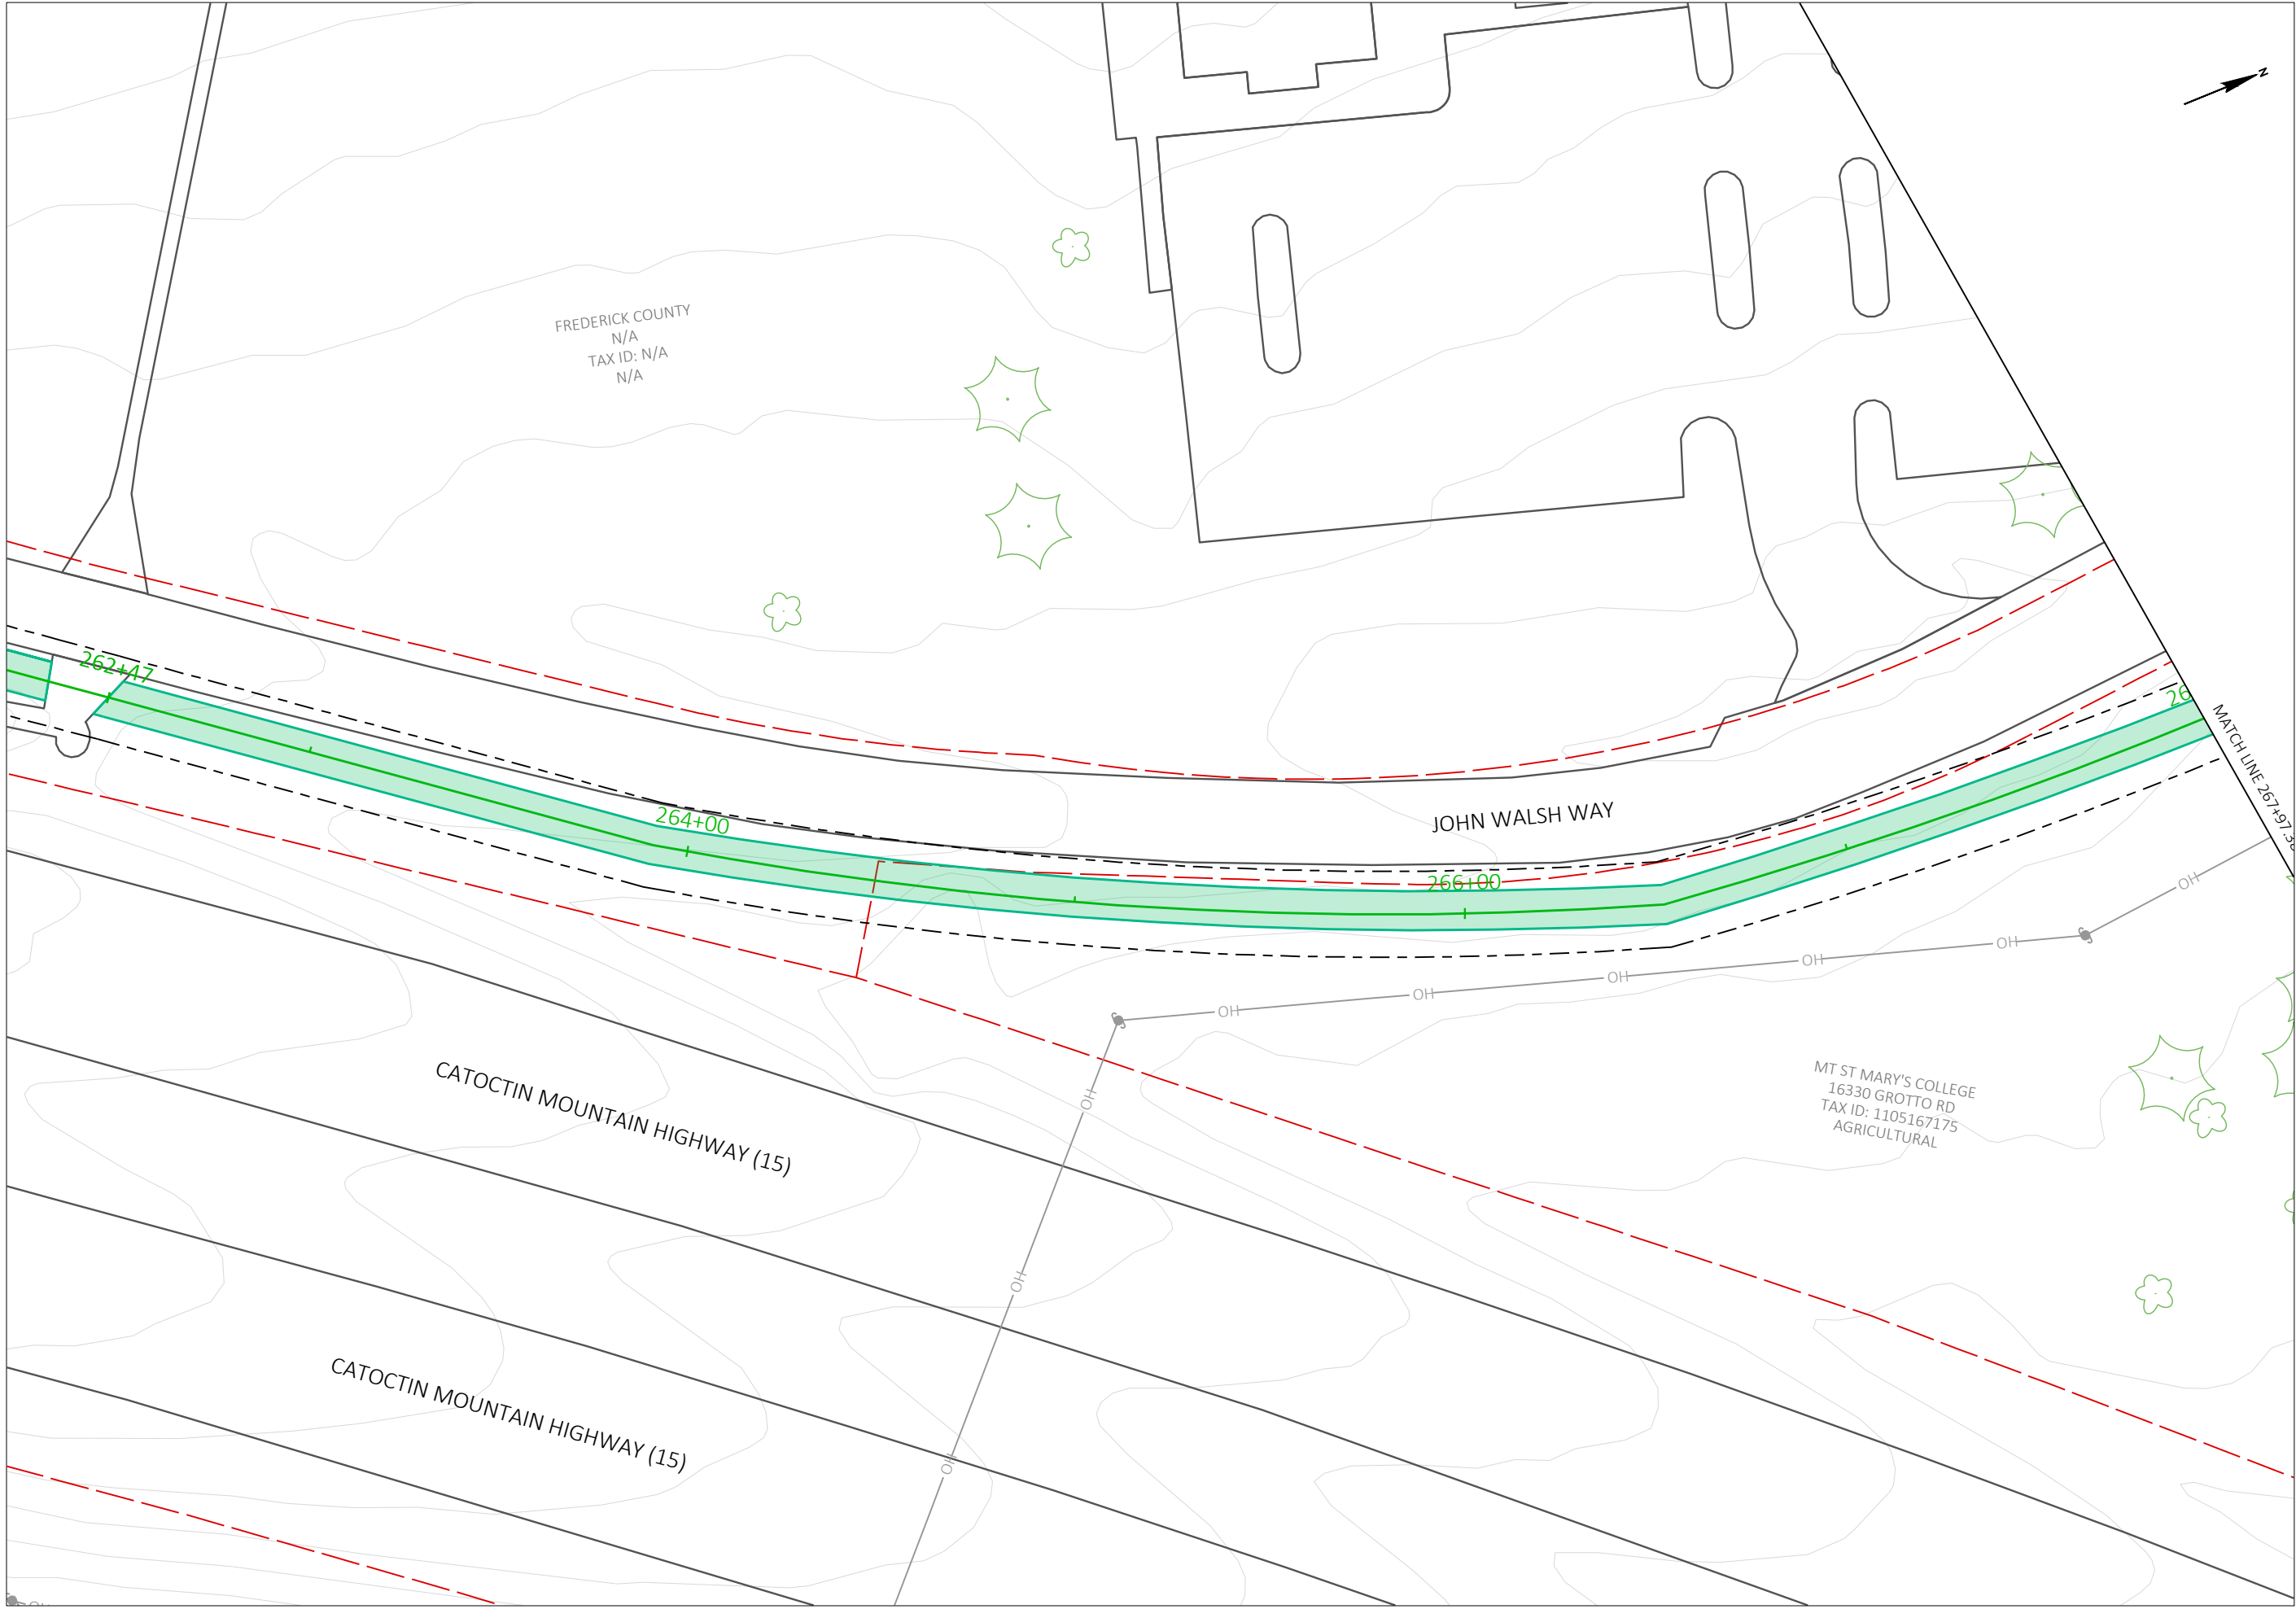 N
FREDERICK COUNTY
N/A
TAX ID: N/A
N/A
262+47
264+00
JOHN WALSH WAY
266+00
26
MATCH LINE 267+97.38
OH
OH
OH
OH
OH
OH
OH
OH
OH
MT ST MARY'S COLLEGE
16330 GROTTO RD
TAX ID: 1105167175
AGRICULTURAL
CATOCTIN MOUNTAIN HIGHWAY (15)
CATOCTIN MOUNTAIN HIGHWAY (15)
OH